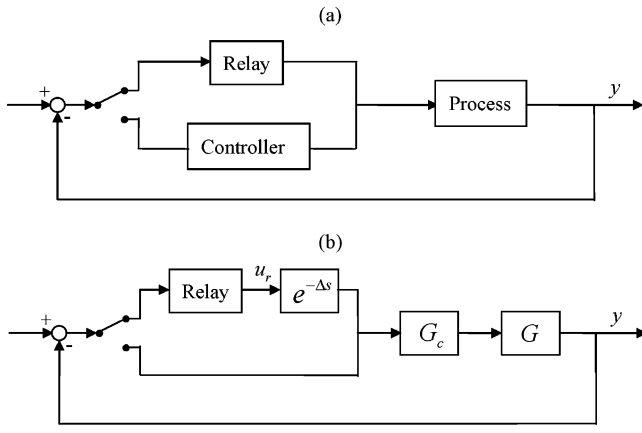 (a)
Relay
+
-
Process
y
Controller
(b)
Relay
u_r
e^{-Δs}
+
-
G_c
G
y